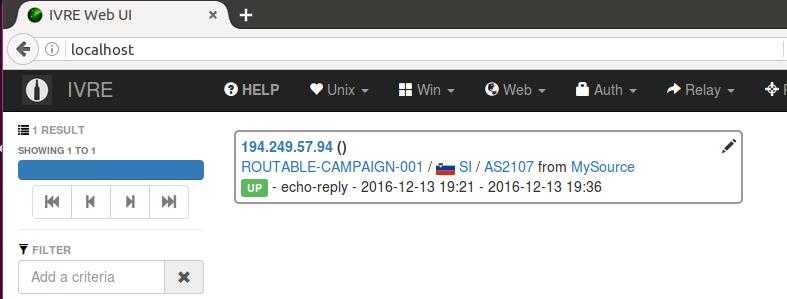 IVRE Web UI
localhost
IVRE HELP Unix Win Web Auth Relay
1 RESULT
SHOWING 1 TO 1
194.249.57.94 ()
ROUTABLE-CAMPAIGN-001 / SI / AS2107 from MySource
UP - echo-reply - 2016-12-13 19:21 - 2016-12-13 19:36
FILTER
Add a criteria